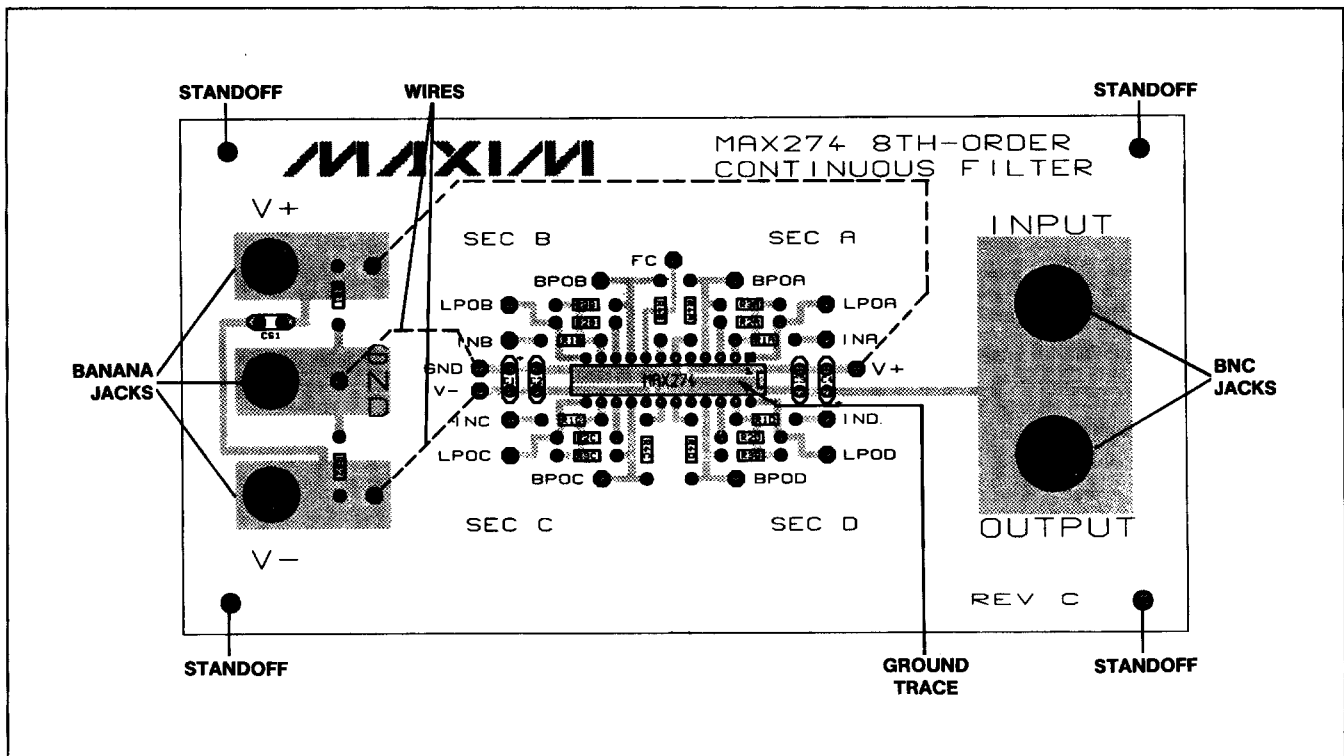 STANDOFF
WIRES
STANDOFF
MAXIM
MAX274 8TH-ORDER
CONTINUOUS FILTER
V+
INPUT
SEC B
SEC A
FC
BPOB
BPOA
LPOB
LPOA
INB
INA
C51
GND
GND
V+
BANANA
JACKS
MAX274
BNC
JACKS
V-
INC
IND.
LPOC
LPOD
BPOC
BPOD
SEC C
SEC D
OUTPUT
V-
REV C
STANDOFF
GROUND
TRACE
STANDOFF